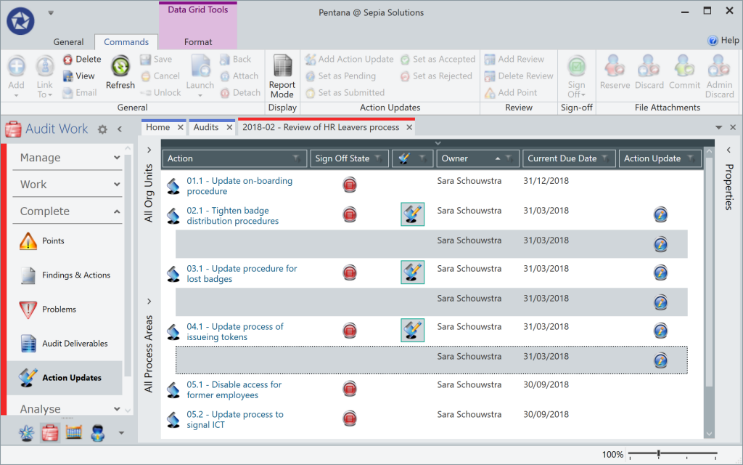 Data Grid Tools
Pentana @ Sepia Solutions
General
Commands
Format
Help
Add
Link
To
Delete
View
Email
Refresh
Save
Cancel
Unlock
Launch
Back
Attach
Detach
General
Report
Mode
Display
Add Action Update
Set as Pending
Set as Submitted
Set as Accepted
Set as Rejected
Action Updates
Add Review
Delete Review
Add Point
Review
Sign
Off
Sign-off
Reserve
Discard
Commit
Admin
Discard
File Attachments
Audit Work
Home
Audits
2018-02 - Review of HR Leavers process
Manage
Work
Complete
Points
Findings & Actions
Problems
Audit Deliverables
Action Updates
Analyse
All Org Units
All Process Areas
Action
Sign Off State
Owner
Current Due Date
Action Update
01.1 - Update on-boarding
procedure
Sara Schouwstra
31/12/2018
02.1 - Tighten badge
distribution procedures
Sara Schouwstra
31/03/2018
Sara Schouwstra
31/03/2018
03.1 - Update procedure for
lost badges
Sara Schouwstra
31/03/2018
Sara Schouwstra
31/03/2018
04.1 - Update process of
issueing tokens
Sara Schouwstra
31/03/2018
Sara Schouwstra
31/03/2018
05.1 - Disable access for
former employees
Sara Schouwstra
30/09/2018
05.2 - Update process to
signal ICT
Sara Schouwstra
30/09/2018
Properties
100%